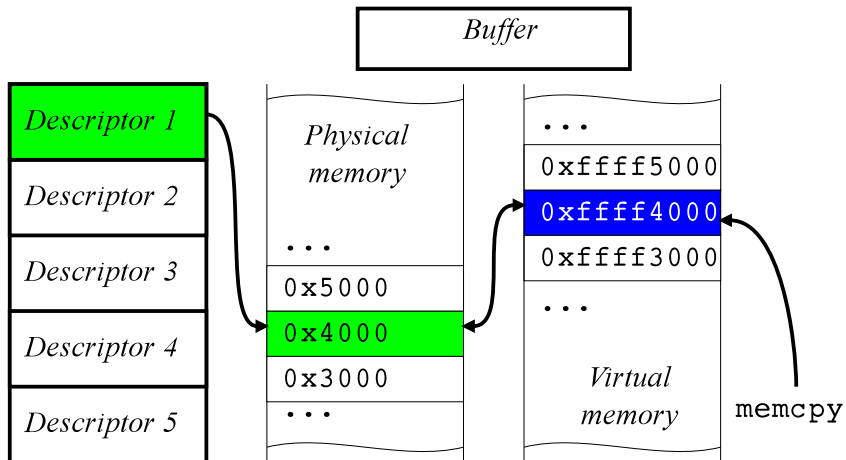 Buffer
Descriptor 1
Descriptor 2
Descriptor 3
Descriptor 4
Descriptor 5
Physical
memory
...
0x5000
0x4000
0x3000
...
...
0xffff5000
0xffff4000
0xffff3000
...
Virtual
memory
memcpy